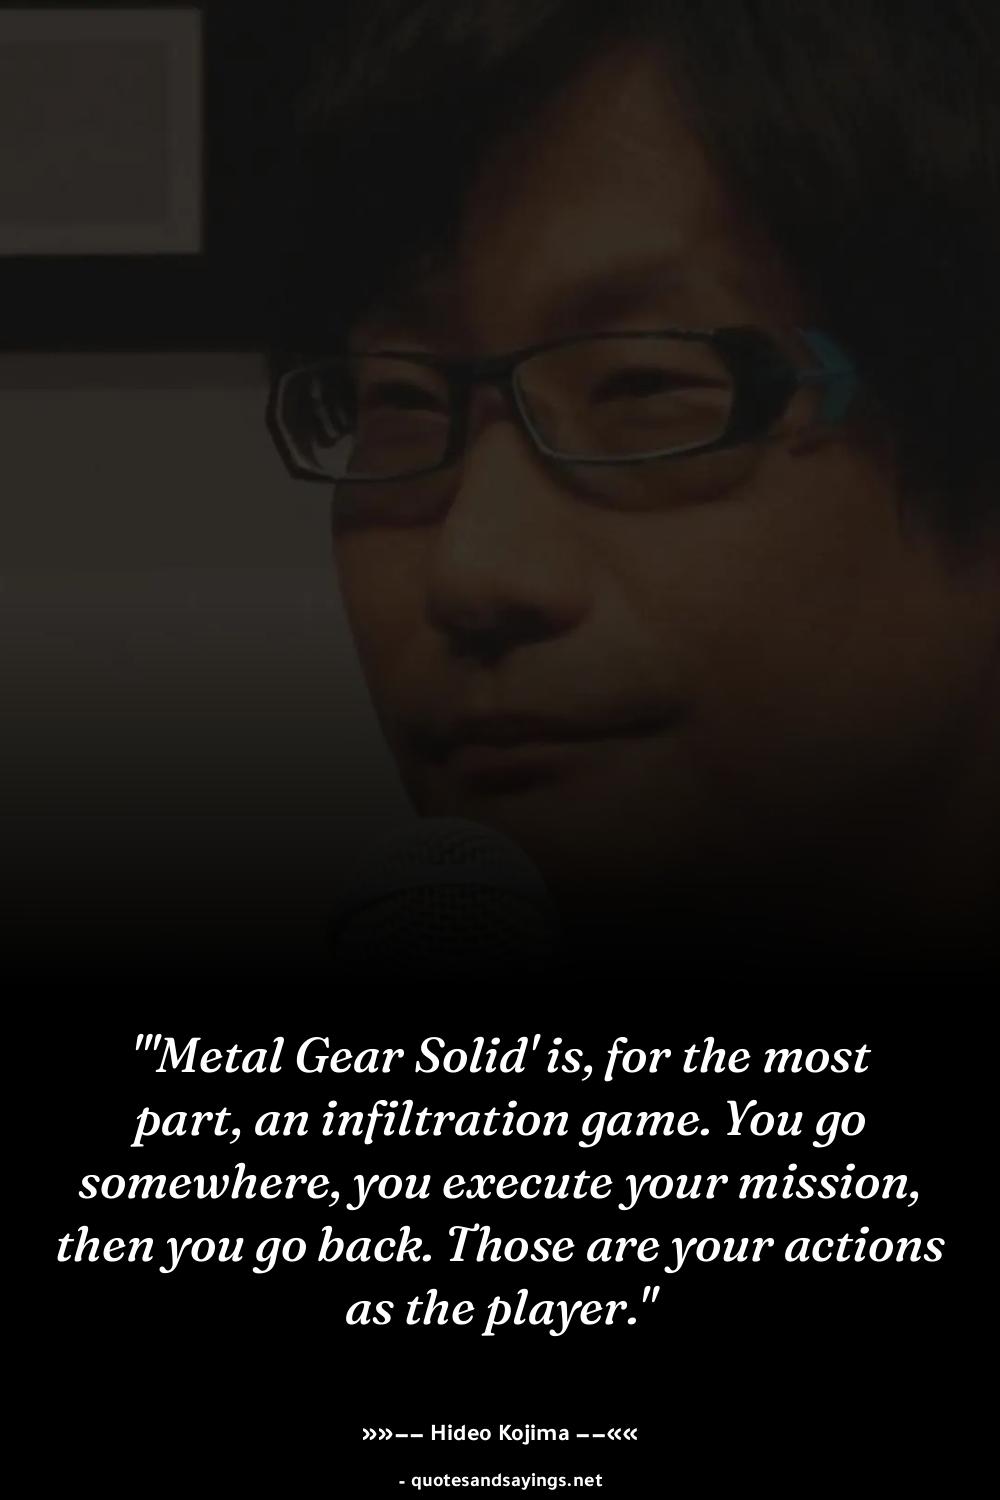 "'Metal Gear Solid' is, for the most
part, an infiltration game. You go
somewhere, you execute your mission,
then you go back. Those are your actions
as the player."
»»−− Hideo Kojima −−««
- quotesandsayings.net